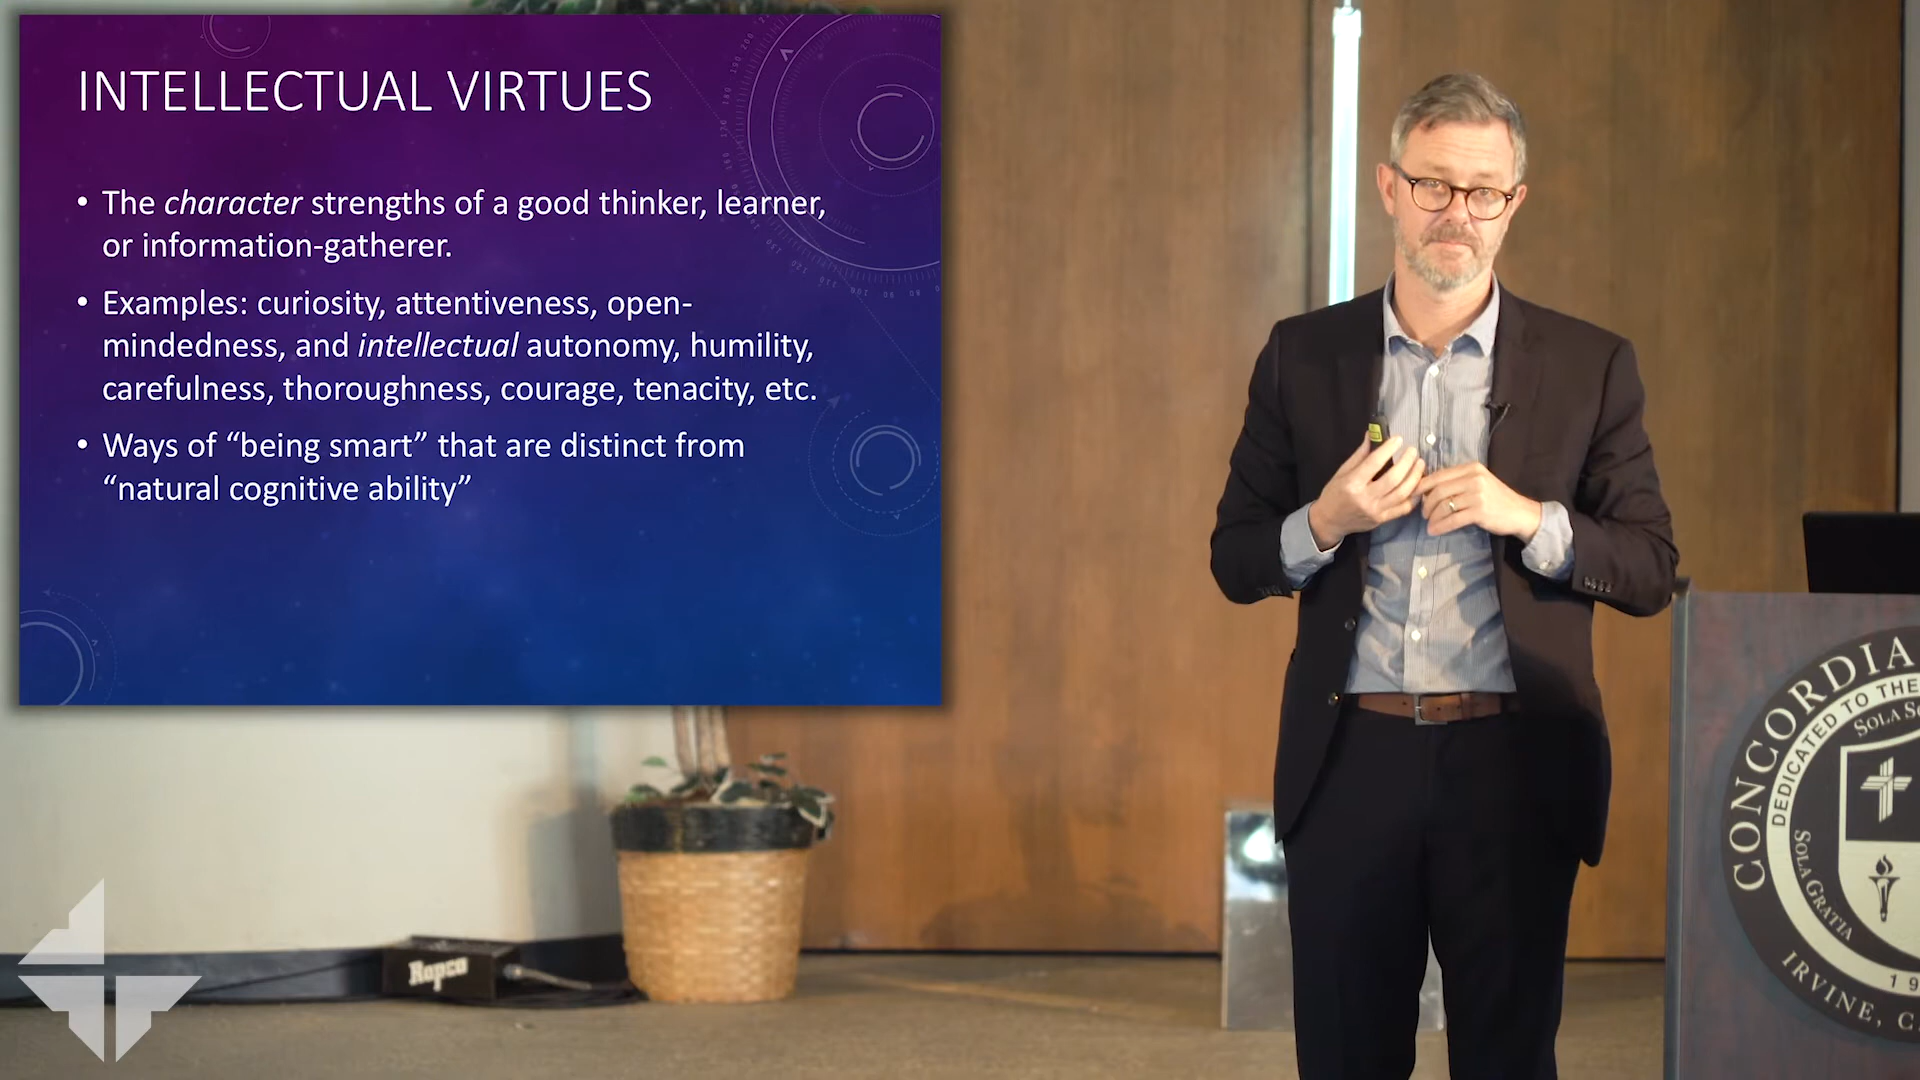 INTELLECTUAL VIRTUES
• The character strengths of a good thinker, learner,
or information-gatherer.
• Examples: curiosity, attentiveness, open-
mindedness, and intellectual autonomy, humility,
carefulness, thoroughness, courage, tenacity, etc.
• Ways of “being smart” that are distinct from
“natural cognitive ability”
Rapco
CONCORDIA
DEDICATED TO THE
SOLA
SOLA GRATIA
IRVINE, C